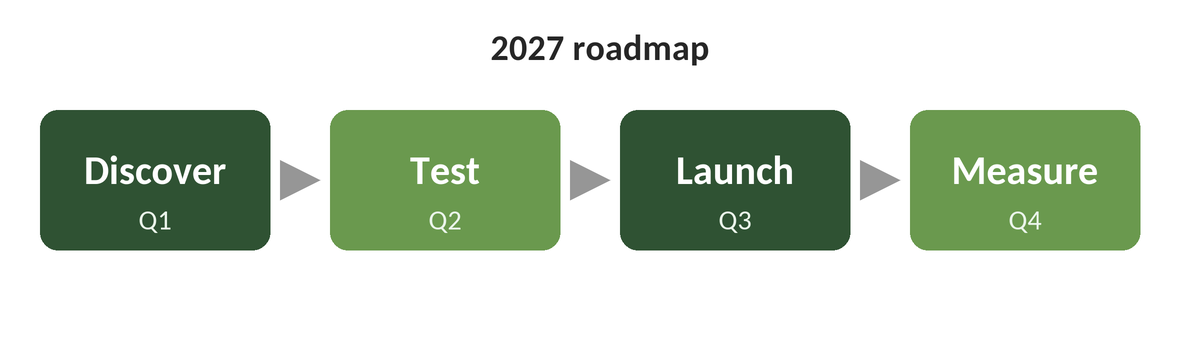 2027 roadmap
Discover
Q1
Test
Q2
Launch
Q3
Measure
Q4